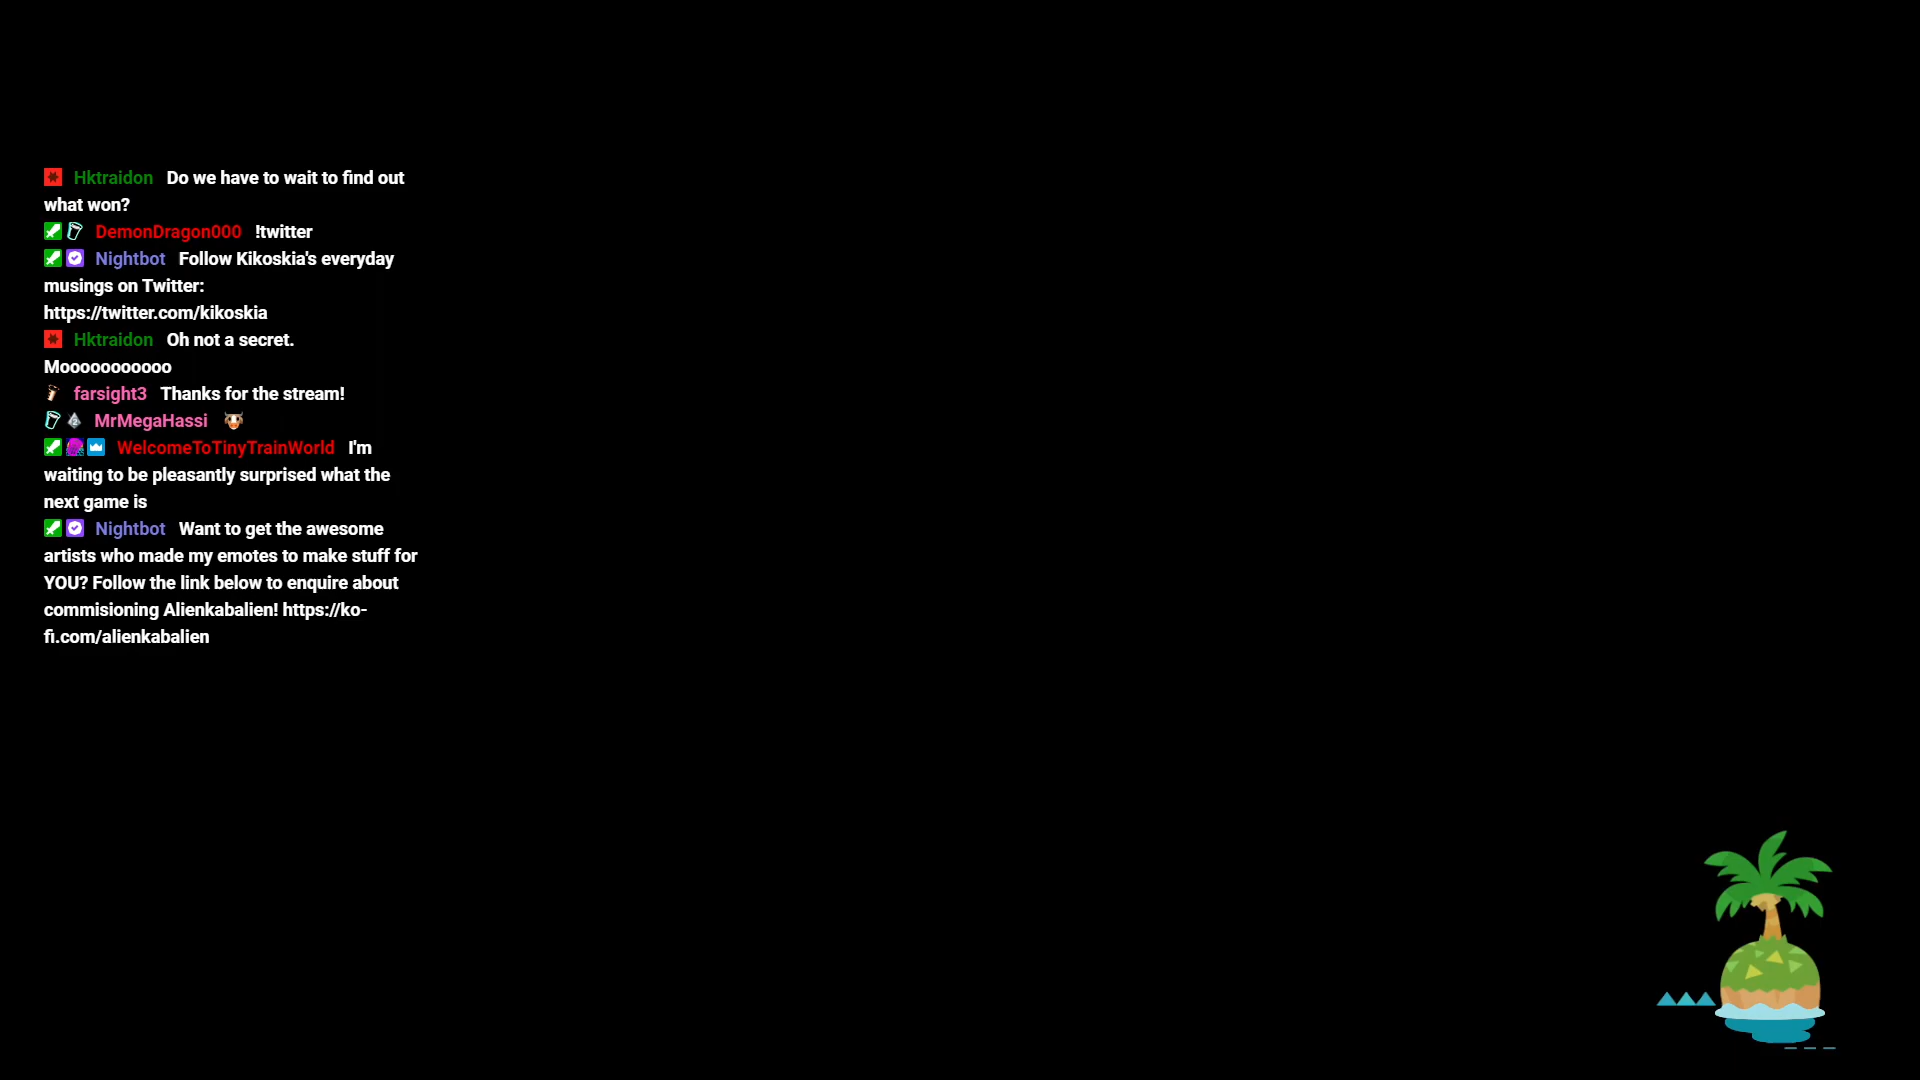 Hktraidon Do we have to wait to find out
what won?
DemonDragon000 !twitter
Nightbot Follow Kikoskia's everyday
musings on Twitter:
https://twitter.com/kikoskia
Hktraidon Oh not a secret.
Mooooooooooo
farsight3 Thanks for the stream!
MrMegaHassi
WelcomeToTinyTrainWorld I'm
waiting to be pleasantly surprised what the
next game is
Nightbot Want to get the awesome
artists who made my emotes to make stuff for
YOU? Follow the link below to enquire about
commisioning Alienkabalien! https://ko-
fi.com/alienkabalien